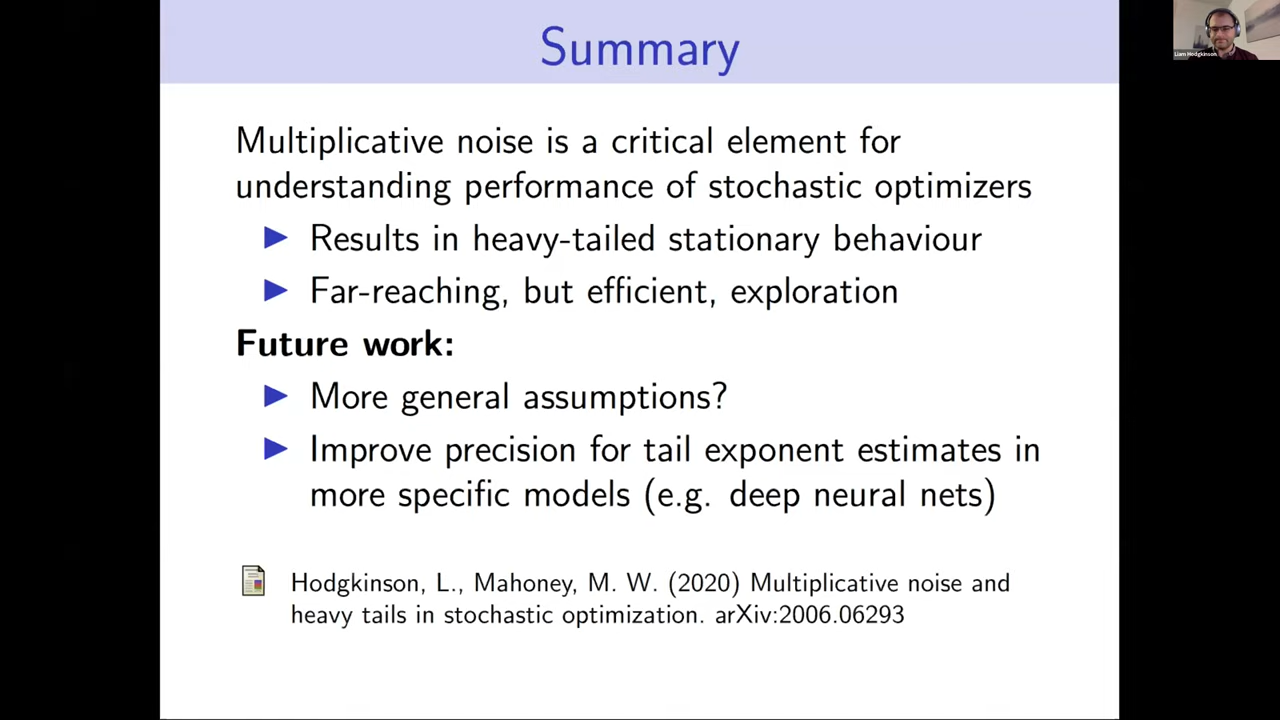 Summary
Liam Hodgkinson
Multiplicative noise is a critical element for
understanding performance of stochastic optimizers
Results in heavy-tailed stationary behaviour
Far-reaching, but efficient, exploration
Future work:
More general assumptions?
Improve precision for tail exponent estimates in
more specific models (e.g. deep neural nets)
Hodgkinson, L., Mahoney, M. W. (2020) Multiplicative noise and
heavy tails in stochastic optimization. arXiv:2006.06293